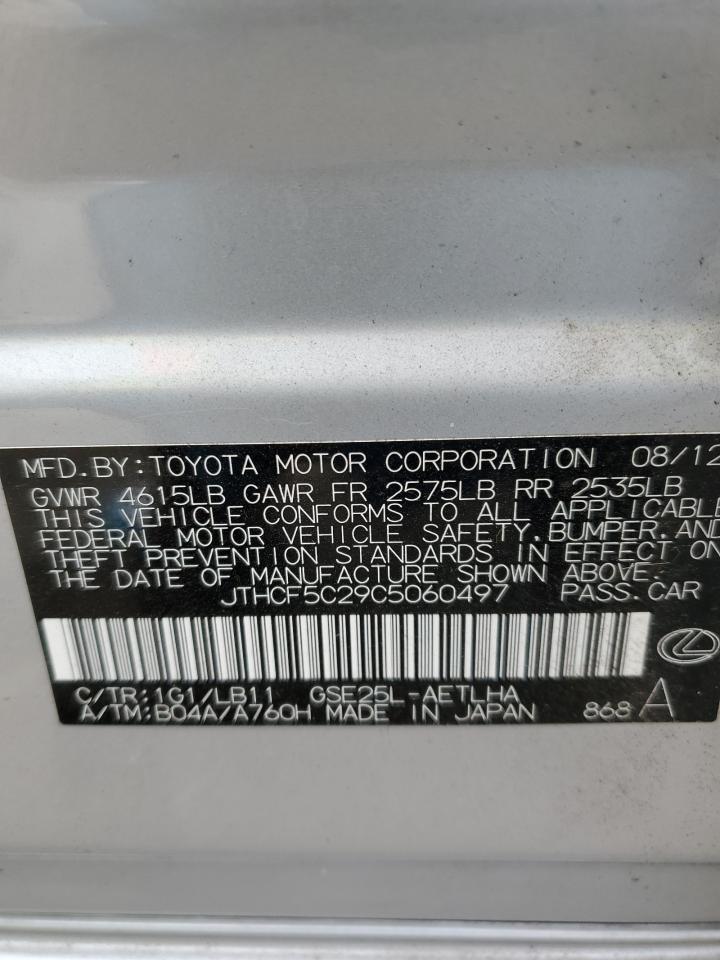 MFD.BY:TOYOTA MOTOR CORPORATION 08/12
GVWR 4615LB GAWR FR 2575LB RR 2535LB
THIS VEHICLE CONFORMS TO ALL APPLICABLE
FEDERAL MOTOR VEHICLE SAFETY,BUMPER,AND
THEFT PREVENTION STANDARDS IN EFFECT ON
THE DATE OF MANUFACTURE SHOWN ABOVE.
JTHCF5C29C5060497 PASS.CAR
C/TR:1G1/LB11 GSE25L-AETLHA
A/TM:B04A/A760H MADE IN JAPAN 868 A